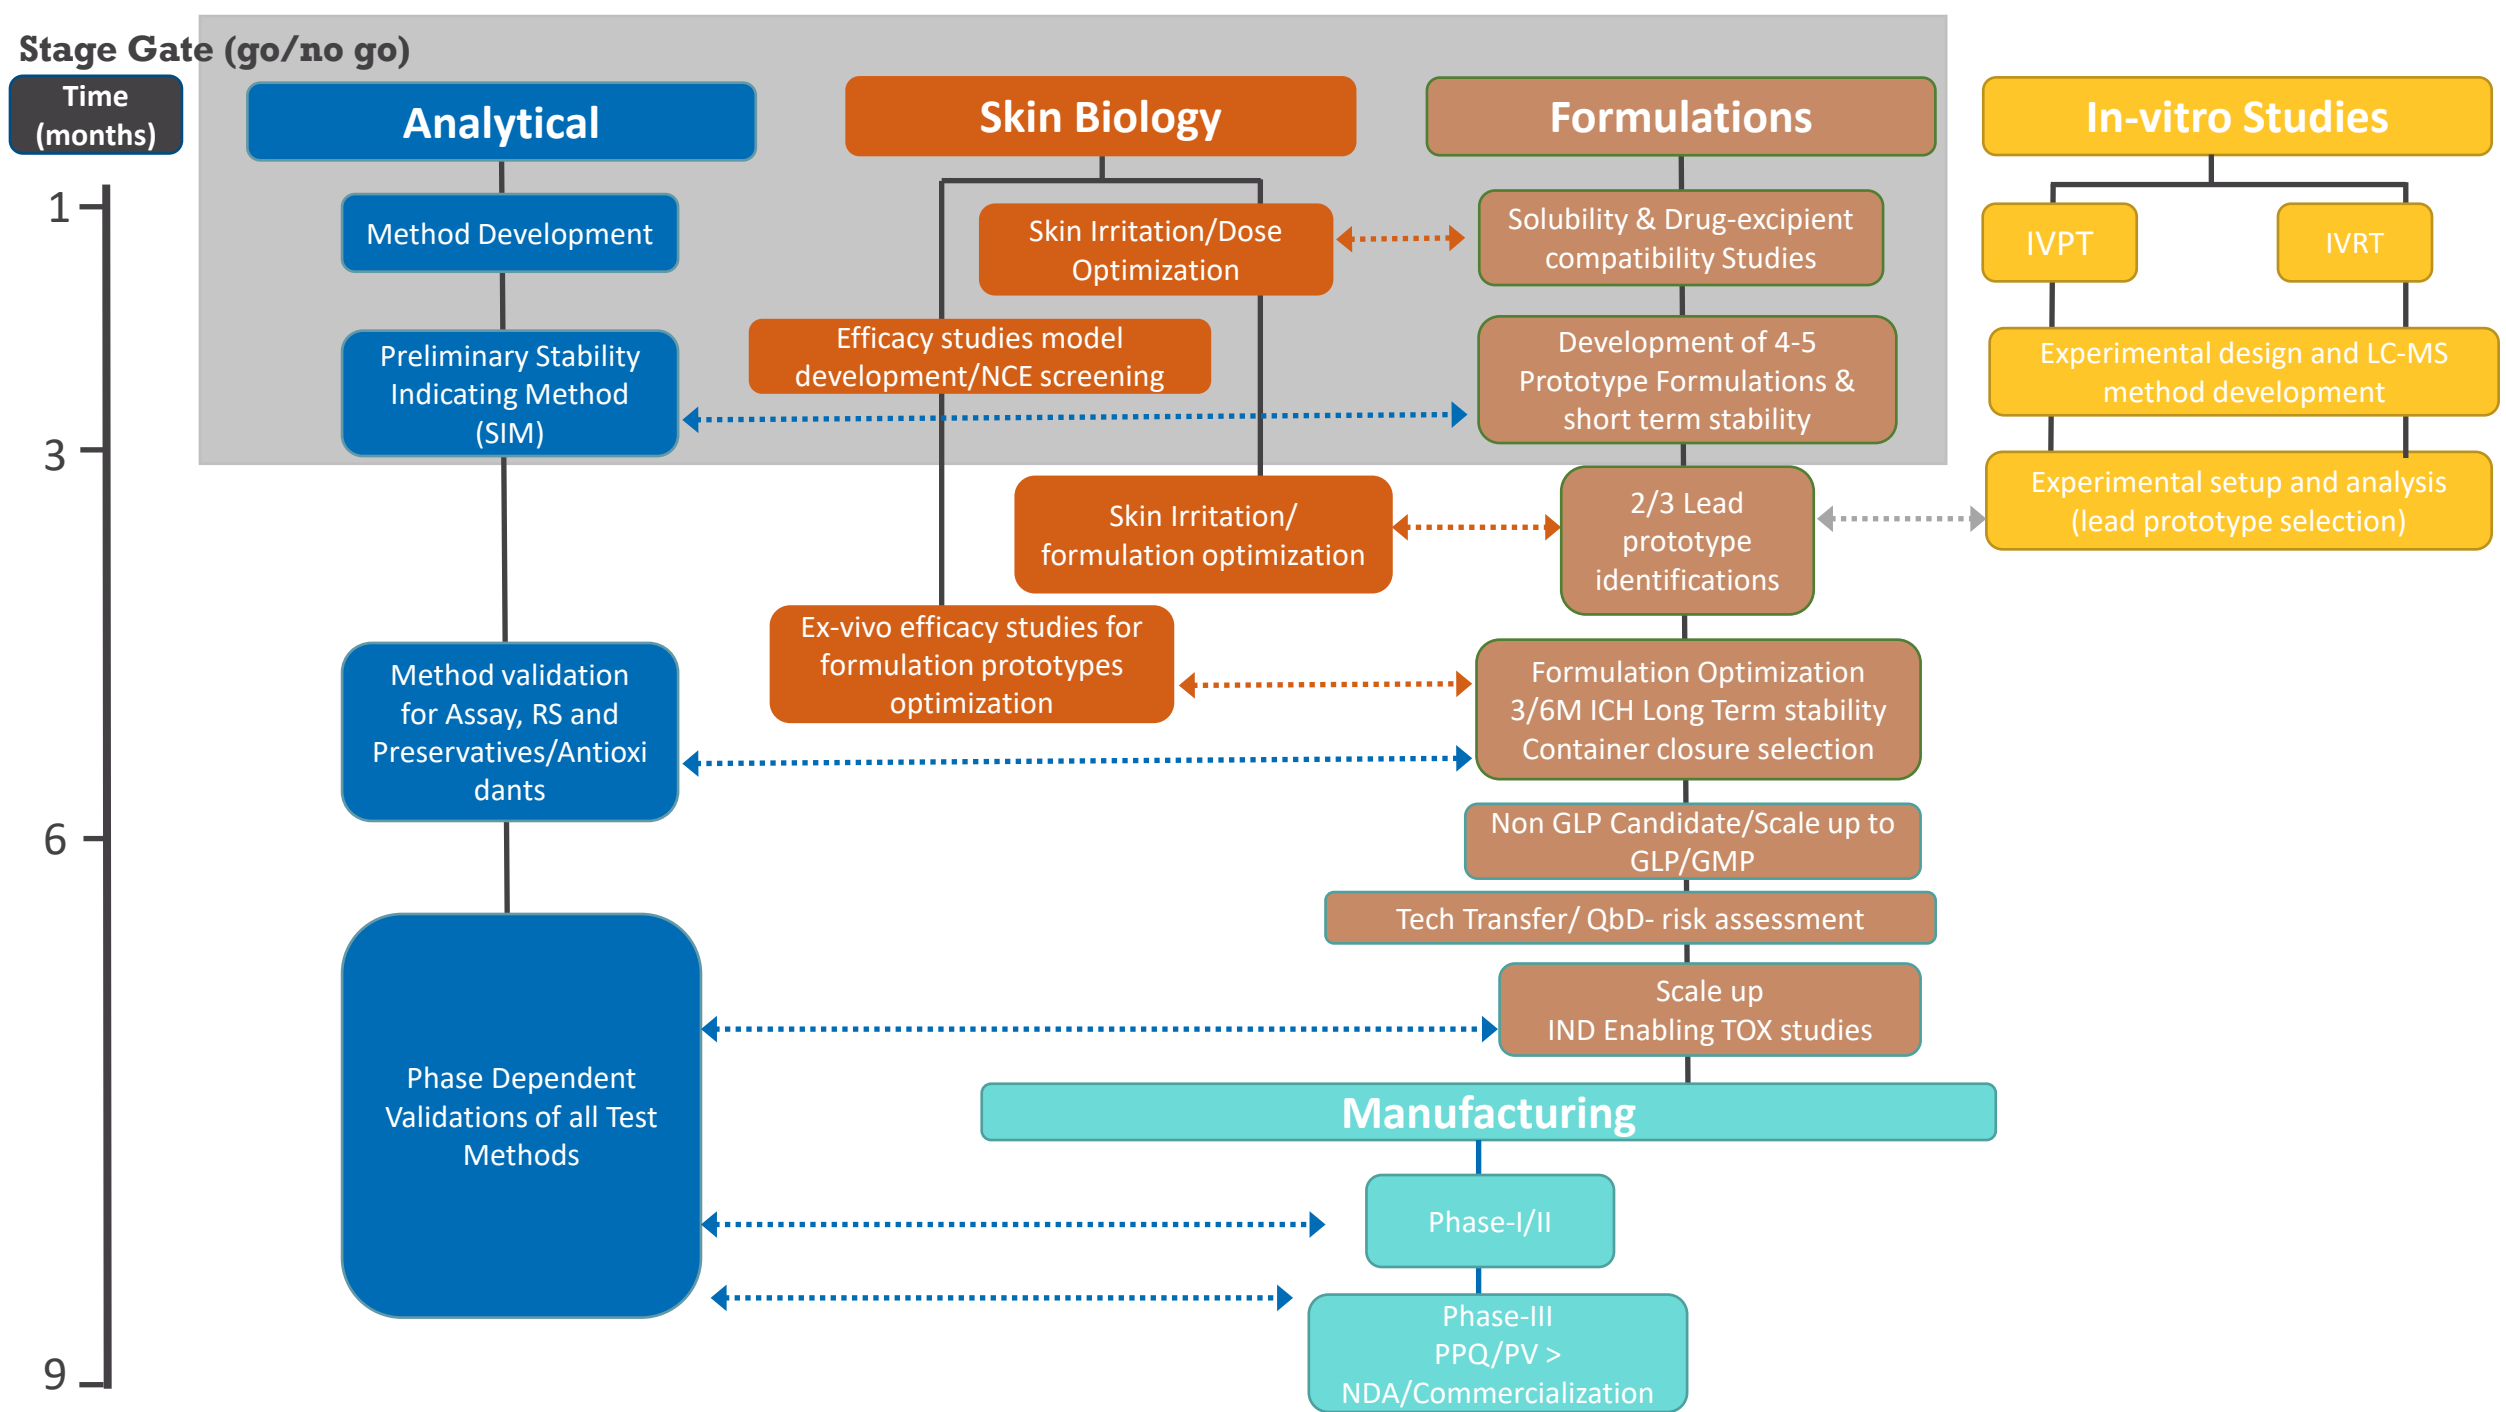 Stage Gate (go/no go)
Time
(months)
1
3
6
9
Analytical
Method Development
Preliminary Stability
Indicating Method
(SIM)
Method validation
for Assay, RS and
Preservatives/Antioxi
dants
Phase Dependent
Validations of all Test
Methods
Skin Biology
Skin Irritation/Dose
Optimization
Efficacy studies model
development/NCE screening
Skin Irritation/
formulation optimization
Ex-vivo efficacy studies for
formulation prototypes
optimization
Formulations
Solubility & Drug-excipient
compatibility Studies
Development of 4-5
Prototype Formulations &
short term stability
2/3 Lead
prototype
identifications
Formulation Optimization
3/6M ICH Long Term stability
Container closure selection
Non GLP Candidate/Scale up to
GLP/GMP
Tech Transfer/ QbD- risk assessment
Scale up
IND Enabling TOX studies
Manufacturing
Phase-I/II
Phase-III
PPQ/PV >
NDA/Commercialization
In-vitro Studies
IVPT
IVRT
Experimental design and LC-MS
method development
Experimental setup and analysis
(lead prototype selection)